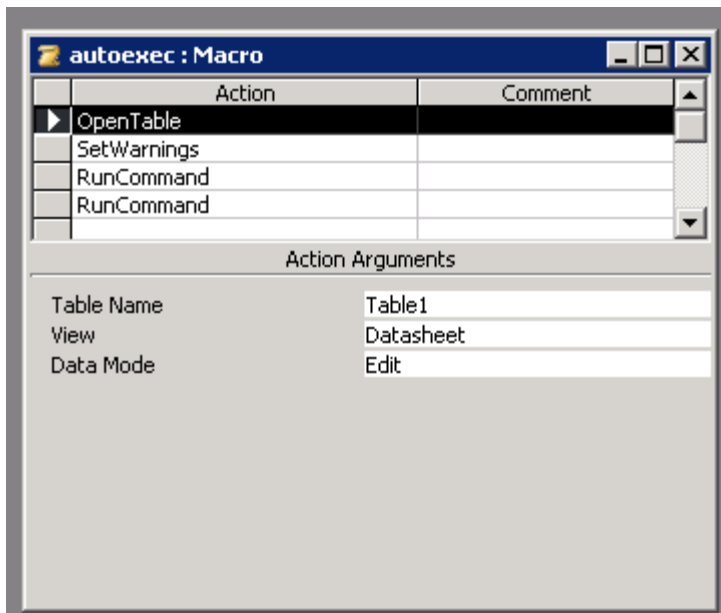 autoexec : Macro
Action Comment
OpenTable
SetWarnings
RunCommand
RunCommand
Action Arguments
Table Name Table1
View Datasheet
Data Mode Edit